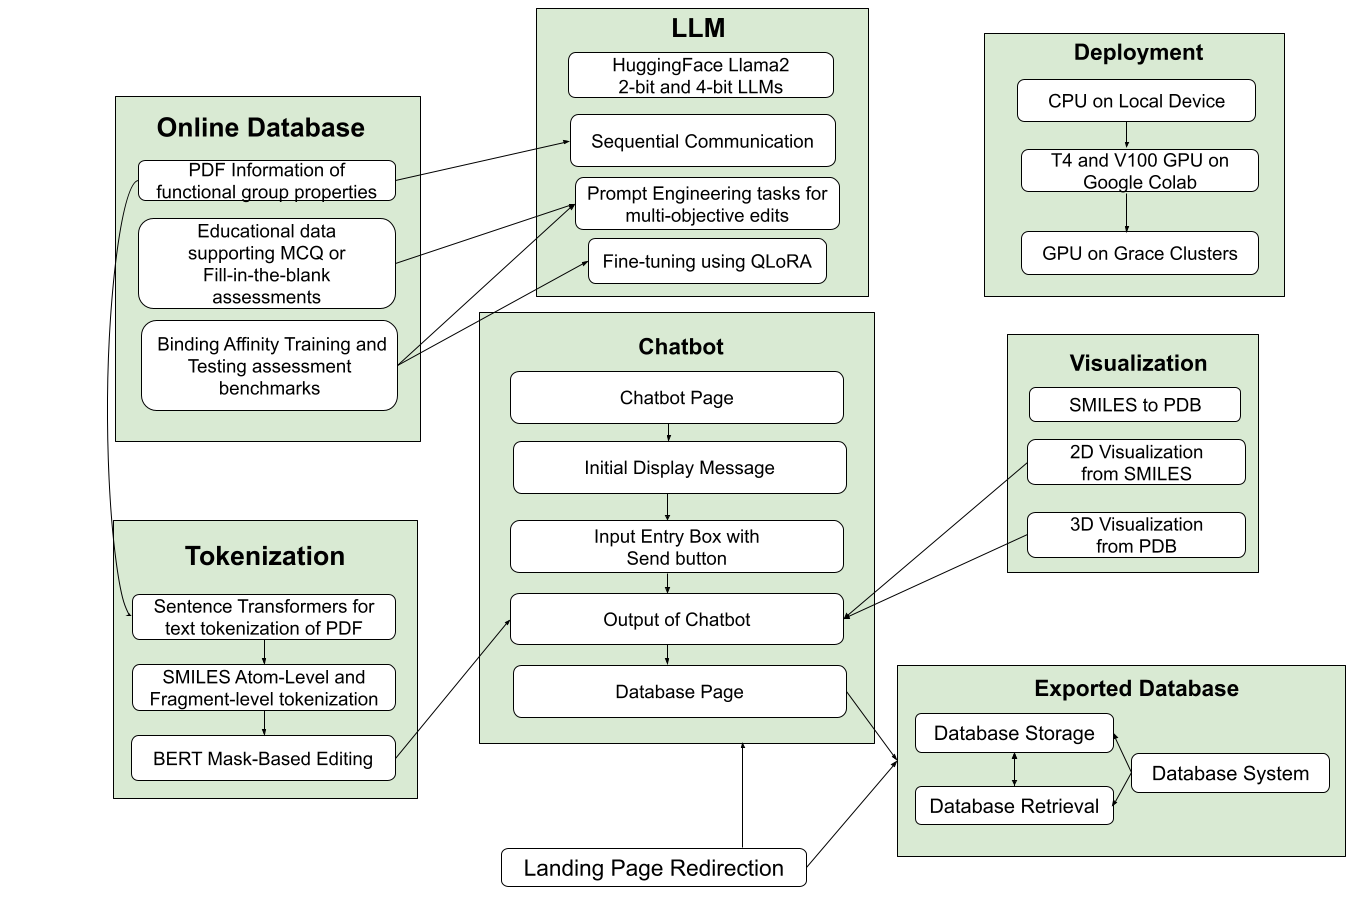 LLM
HuggingFace Llama2
2-bit and 4-bit LLMs
Sequential Communication
Prompt Engineering tasks for
multi-objective edits
Fine-tuning using QLoRA
Deployment
CPU on Local Device
T4 and V100 GPU on
Google Colab
GPU on Grace Clusters
Online Database
PDF Information of
functional group properties
Educational data
supporting MCQ or
Fill-in-the-blank
assessments
Binding Affinity Training and
Testing assessment
benchmarks
Chatbot
Chatbot Page
Initial Display Message
Input Entry Box with
Send button
Output of Chatbot
Database Page
Visualization
SMILES to PDB
2D Visualization
from SMILES
3D Visualization
from PDB
Tokenization
Sentence Transformers for
text tokenization of PDF
SMILES Atom-Level and
Fragment-level tokenization
BERT Mask-Based Editing
Exported Database
Database Storage
Database System
Database Retrieval
Landing Page Redirection